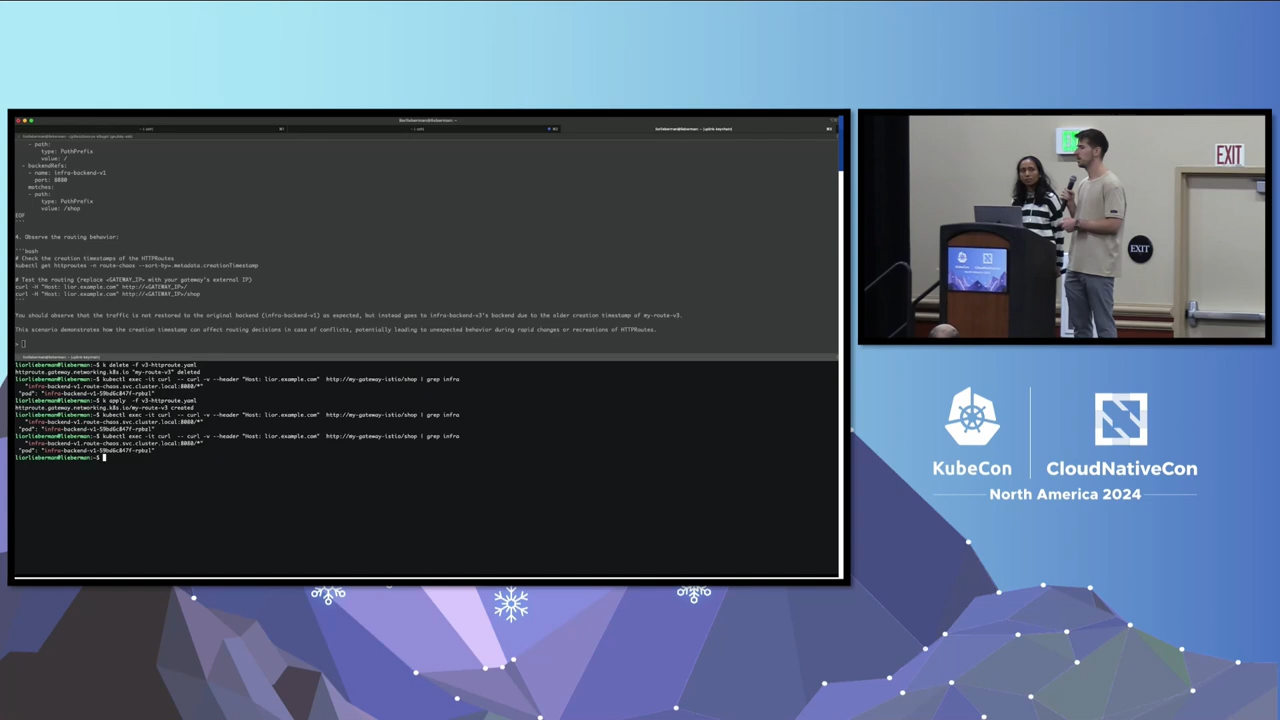 liorlieberman@lieberman: ~
- path:
type: PathPrefix
value: /
- backendRefs:
- name: infra-backend-v1
port: 8080
matches:
- path:
type: PathPrefix
value: /shop
EOF
```
4. Observe the routing behavior:
```bash
# Check the creation timestamps of the HTTPRoutes
kubectl get httproutes -n route-chaos --sort-by=.metadata.creationTimestamp
# Test the routing (replace <GATEWAY_IP> with your gateway's external IP)
curl -H "Host: lior.example.com" http://<GATEWAY_IP>/
curl -H "Host: lior.example.com" http://<GATEWAY_IP>/shop
```
You should observe that the traffic is not restored to the original backend (infra-backend-v1) as expected, but instead goes to infra-backend-v3's backend due to the older creation timestamp of my-route-v3.
This scenario demonstrates how the creation timestamp can affect routing decisions in case of conflicts, potentially leading to unexpected behavior during rapid changes or recreations of HTTPRoutes.
>
liorlieberman@lieberman:~$ k delete -f v3-httproute.yaml
httproute.gateway.networking.k8s.io "my-route-v3" deleted
liorlieberman@lieberman:~$ kubectl exec -it curl -- curl -v --header "Host: lior.example.com" http://my-gateway-istio/shop | grep infra
"infra-backend-v1.route-chaos.svc.cluster.local:8080/*"
"pod": "infra-backend-v1-59bd6c847f-rpbzl"
liorlieberman@lieberman:~$ k apply -f v3-httproute.yaml
httproute.gateway.networking.k8s.io/my-route-v3 created
liorlieberman@lieberman:~$ kubectl exec -it curl -- curl -v --header "Host: lior.example.com" http://my-gateway-istio/shop | grep infra
"infra-backend-v1.route-chaos.svc.cluster.local:8080/*"
"pod": "infra-backend-v1-59bd6c847f-rpbzl"
liorlieberman@lieberman:~$ kubectl exec -it curl -- curl -v --header "Host: lior.example.com" http://my-gateway-istio/shop | grep infra
"infra-backend-v1.route-chaos.svc.cluster.local:8080/*"
"pod": "infra-backend-v1-59bd6c847f-rpbzl"
liorlieberman@lieberman:~$
EXIT
EXIT
KubeCon CloudNativeCon
North America 2024